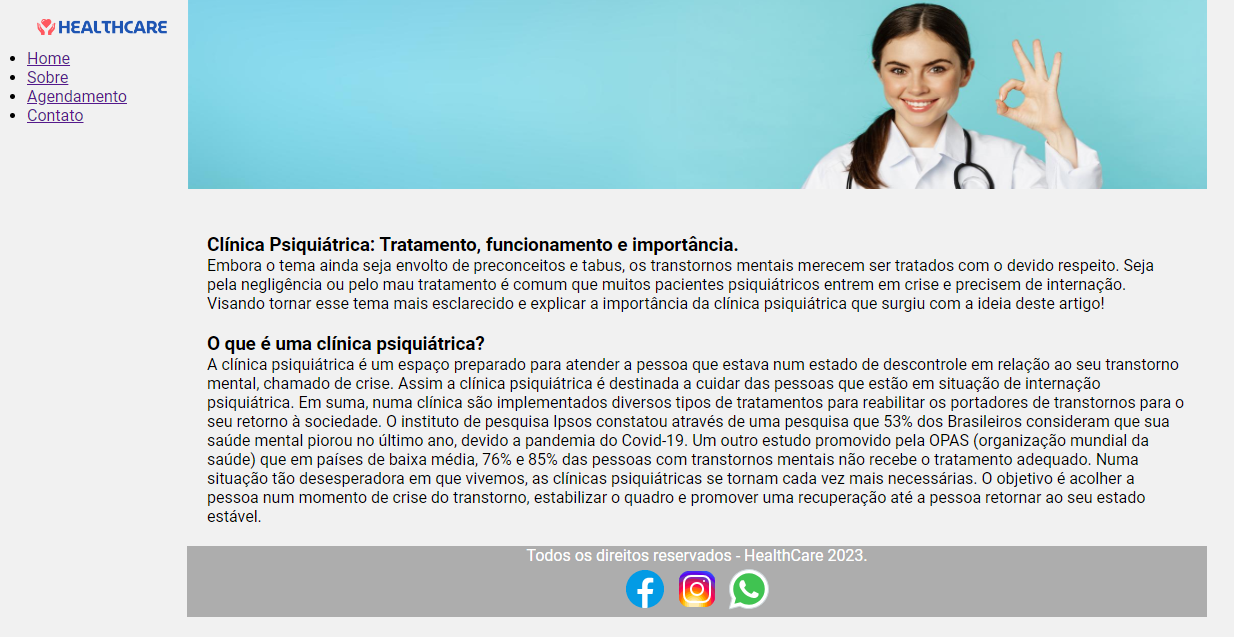 HEALTHCARE
Home
Sobre
Agendamento
Contato
Clínica Psiquiátrica: Tratamento, funcionamento e importância.
Embora o tema ainda seja envolto de preconceitos e tabus, os transtornos mentais merecem ser tratados com o devido respeito. Seja
pela negligência ou pelo mau tratamento é comum que muitos pacientes psiquiátricos entrem em crise e precisem de internação.
Visando tornar esse tema mais esclarecido e explicar a importância da clínica psiquiátrica que surgiu com a ideia deste artigo!
O que é uma clínica psiquiátrica?
A clínica psiquiátrica é um espaço preparado para atender a pessoa que estava num estado de descontrole em relação ao seu transtorno
mental, chamado de crise. Assim a clínica psiquiátrica é destinada a cuidar das pessoas que estão em situação de internação
psiquiátrica. Em suma, numa clínica são implementados diversos tipos de tratamentos para reabilitar os portadores de transtornos para o
seu retorno à sociedade. O instituto de pesquisa Ipsos constatou através de uma pesquisa que 53% dos Brasileiros consideram que sua
saúde mental piorou no último ano, devido a pandemia do Covid-19. Um outro estudo promovido pela OPAS (organização mundial da
saúde) que em países de baixa média, 76% e 85% das pessoas com transtornos mentais não recebe o tratamento adequado. Numa
situação tão desesperadora em que vivemos, as clínicas psiquiátricas se tornam cada vez mais necessárias. O objetivo é acolher a
pessoa num momento de crise do transtorno, estabilizar o quadro e promover uma recuperação até a pessoa retornar ao seu estado
estável.
Todos os direitos reservados - HealthCare 2023.